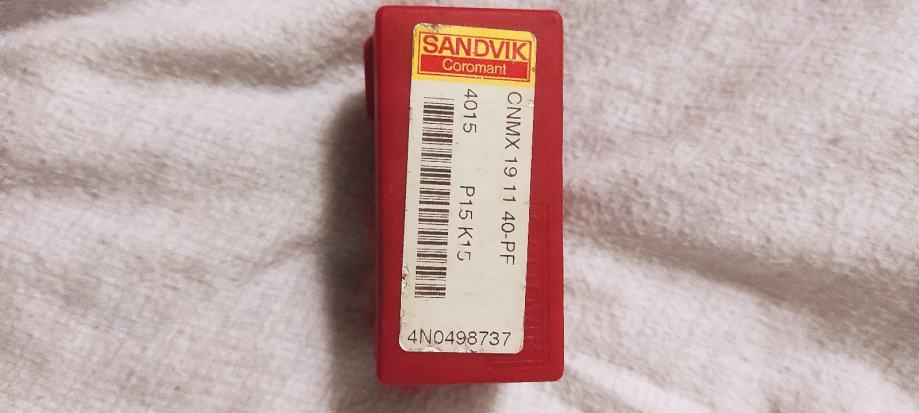 SANDVIK
Coromant
CNMX 19 11 40-PF
4015 P15 K15
4N0498737